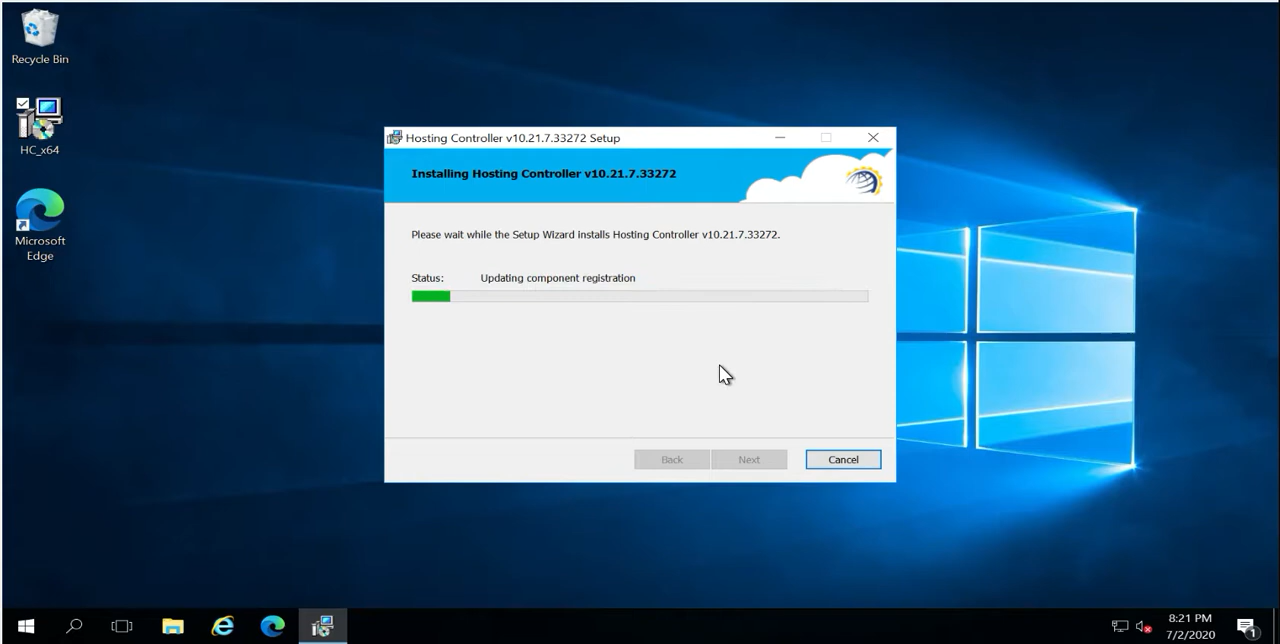 Recycle Bin
HC_x64
Microsoft
Edge
Hosting Controller v10.21.7.33272 Setup
Installing Hosting Controller v10.21.7.33272
Please wait while the Setup Wizard installs Hosting Controller v10.21.7.33272.
Status: Updating component registration
Back Next Cancel
8:21 PM
7/2/2020
1